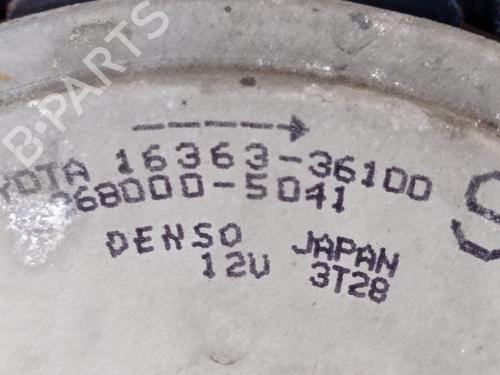 B-PARTS
YOTA 16363-36100
268000-5041
DENSO JAPAN
12V 3T28
S